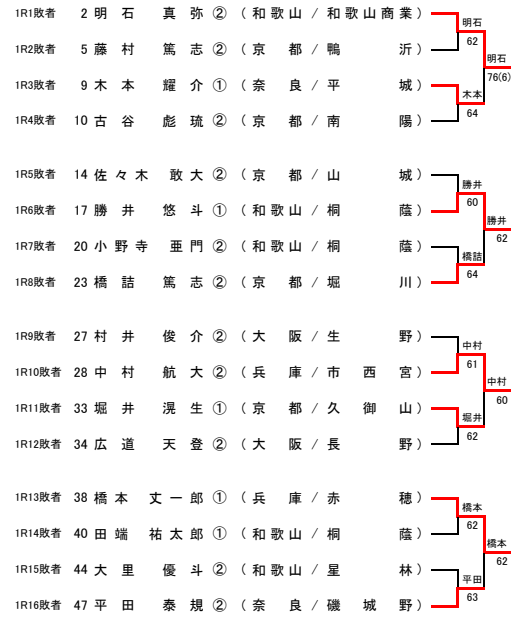 1R1敗者 2 明石 真弥 ② (和歌山/和歌山商業)
明石
1R2敗者 5 藤村 篤志 ② (京都/鴨沂)
62
明石
76(6)
1R3敗者 9 木本 耀介 ① (奈良/平城)
木本
1R4敗者 10 古谷 彪琉 ② (京都/南陽)
64
1R5敗者 14 佐々木 敢大 ② (京都/山城)
勝井
1R6敗者 17 勝井 悠斗 ① (和歌山/桐蔭)
60
勝井
62
1R7敗者 20 小野寺 亜門 ② (和歌山/桐蔭)
橋詰
1R8敗者 23 橋詰 篤志 ② (京都/堀川)
64
1R9敗者 27 村井 俊介 ② (大阪/生野)
中村
1R10敗者 28 中村 航大 ② (兵庫/市西宮)
61
中村
60
1R11敗者 33 堀井 滉生 ① (京都/久御山)
堀井
1R12敗者 34 広道 天登 ② (大阪/長野)
62
1R13敗者 38 橋本 丈一郎 ① (兵庫/赤穂)
橋本
1R14敗者 40 田端 祐太郎 ① (和歌山/桐蔭)
62
橋本
62
1R15敗者 44 大里 優斗 ② (和歌山/星林)
平田
1R16敗者 47 平田 泰規 ② (奈良/磯城野)
63